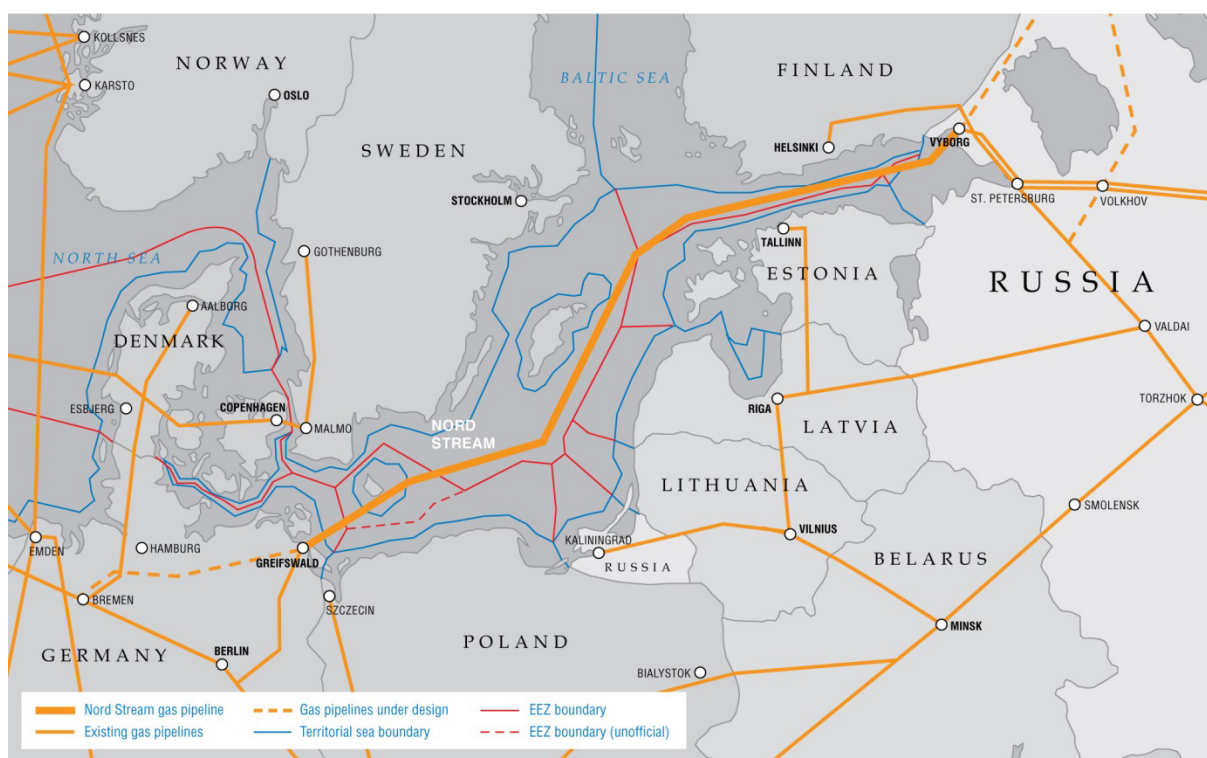 KOLLSNES
KARSTO
NORWAY
OSLO
BALTIC SEA
FINLAND
SWEDEN
HELSINKI
VYBORG
STOCKHOLM
ST. PETERSBURG
VOLKHOV
NORTH SEA
GOTHENBURG
TALLINN
ESTONIA
RUSSIA
AALBORG
DENMARK
VALDAI
ESBJERG
COPENHAGEN
MALMO
NORD
STREAM
RIGA
LATVIA
TORZHOK
LITHUANIA
SMOLENSK
EMDEN
HAMBURG
GREIFSWALD
KALININGRAD
RUSSIA
VILNIUS
BELARUS
BREMEN
SZCZECIN
MINSK
GERMANY
BERLIN
POLAND
BIALYSTOK
Nord Stream gas pipeline
Existing gas pipelines
Gas pipelines under design
Territorial sea boundary
EEZ boundary
EEZ boundary (unofficial)